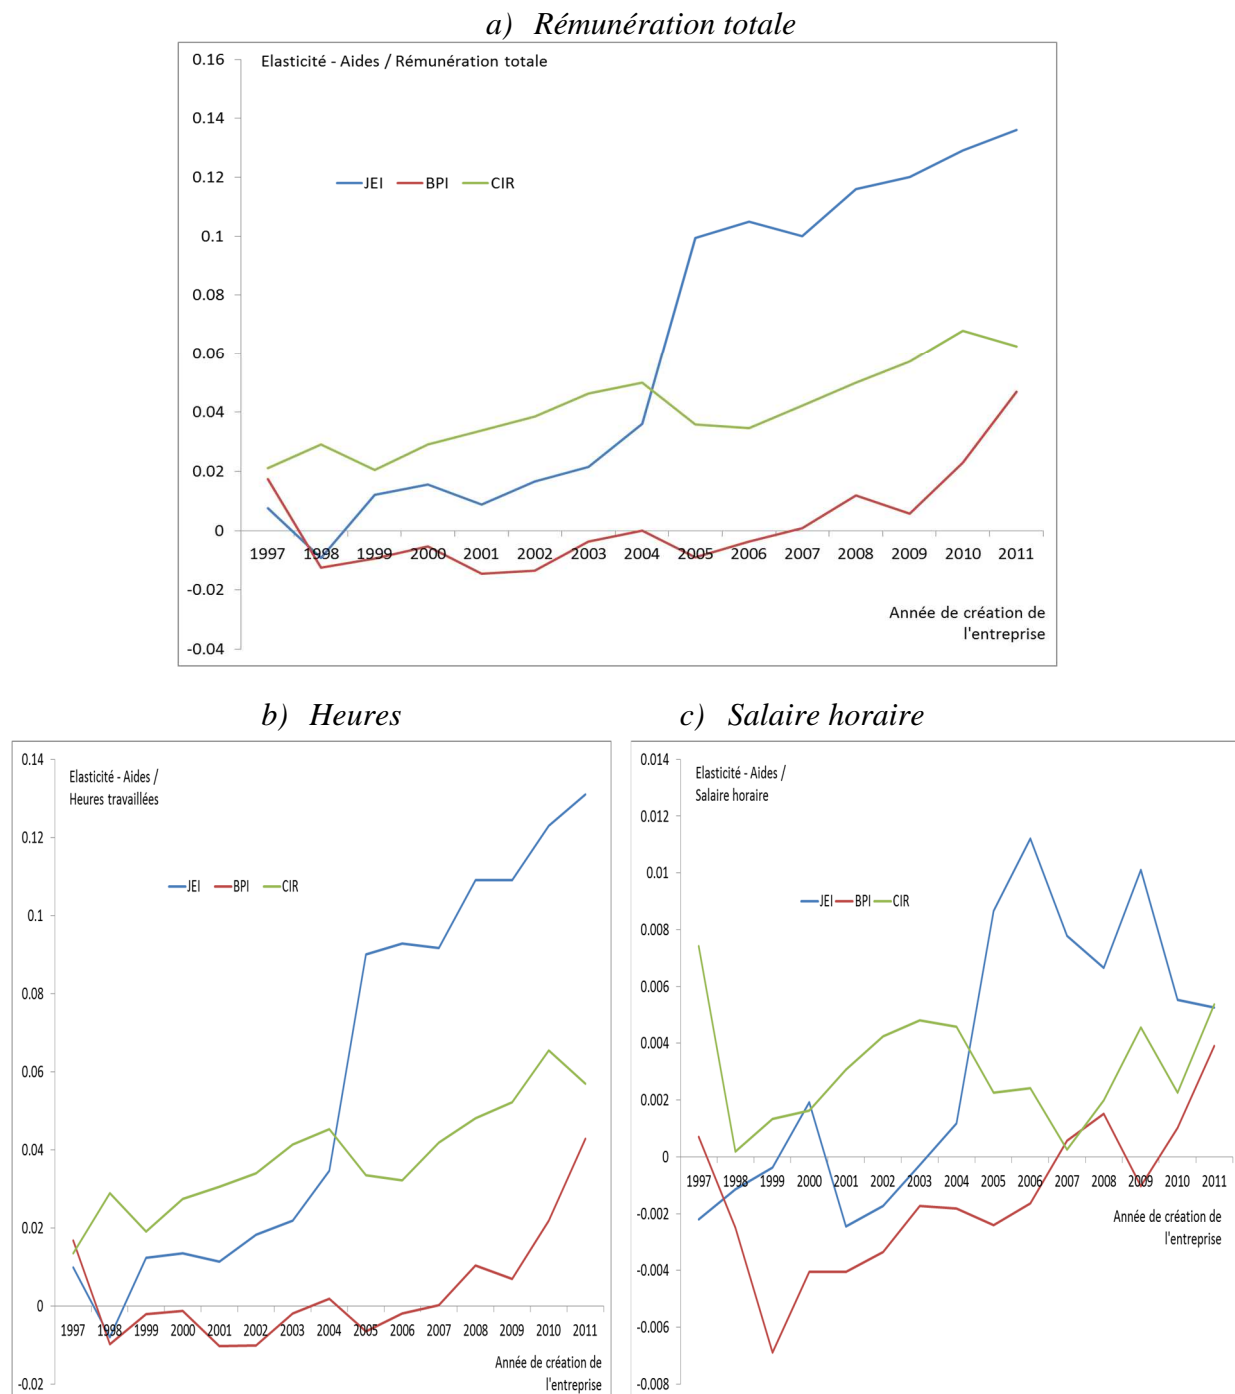 a) Rémunération totale
Elasticité - Aides / Rémunération totale
0.16
0.14
0.12
0.1
0.08
0.06
0.04
0.02
0
-0.02
-0.04
JEI BPI CIR
1997 1998 1999 2000 2001 2002 2003 2004 2005 2006 2007 2008 2009 2010 2011
Année de création de
l'entreprise
b) Heures
Elasticité - Aides /
Heures travaillées
0.14
0.12
0.1
0.08
0.06
0.04
0.02
0
-0.02
JEI BPI CIR
1997 1998 1999 2000 2001 2002 2003 2004 2005 2006 2007 2008 2009 2010 2011
Année de création de
l'entreprise
c) Salaire horaire
Elasticité - Aides /
Salaire horaire
0.014
0.012
0.01
0.008
0.006
0.004
0.002
0
-0.002
-0.004
-0.006
-0.008
JEI BPI CIR
1997 1998 1999 2000 2001 2002 2003 2004 2005 2006 2007 2008 2009 2010 2011
Année de création de
l'entreprise